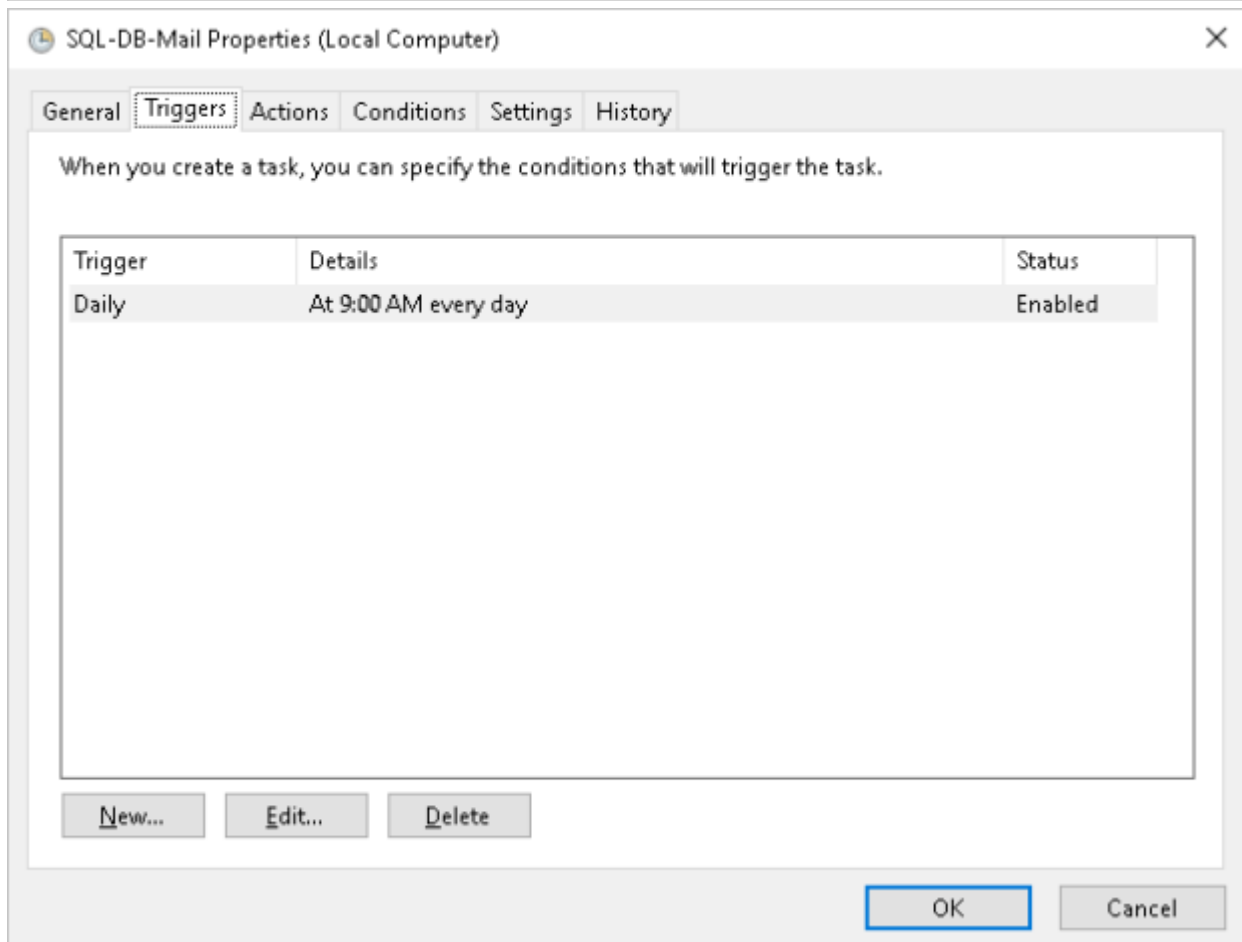 SQL-DB-Mail Properties (Local Computer)
General Triggers Actions Conditions Settings History
When you create a task, you can specify the conditions that will trigger the task.
Trigger Details Status
Daily At 9:00 AM every day Enabled
New... Edit... Delete
OK Cancel